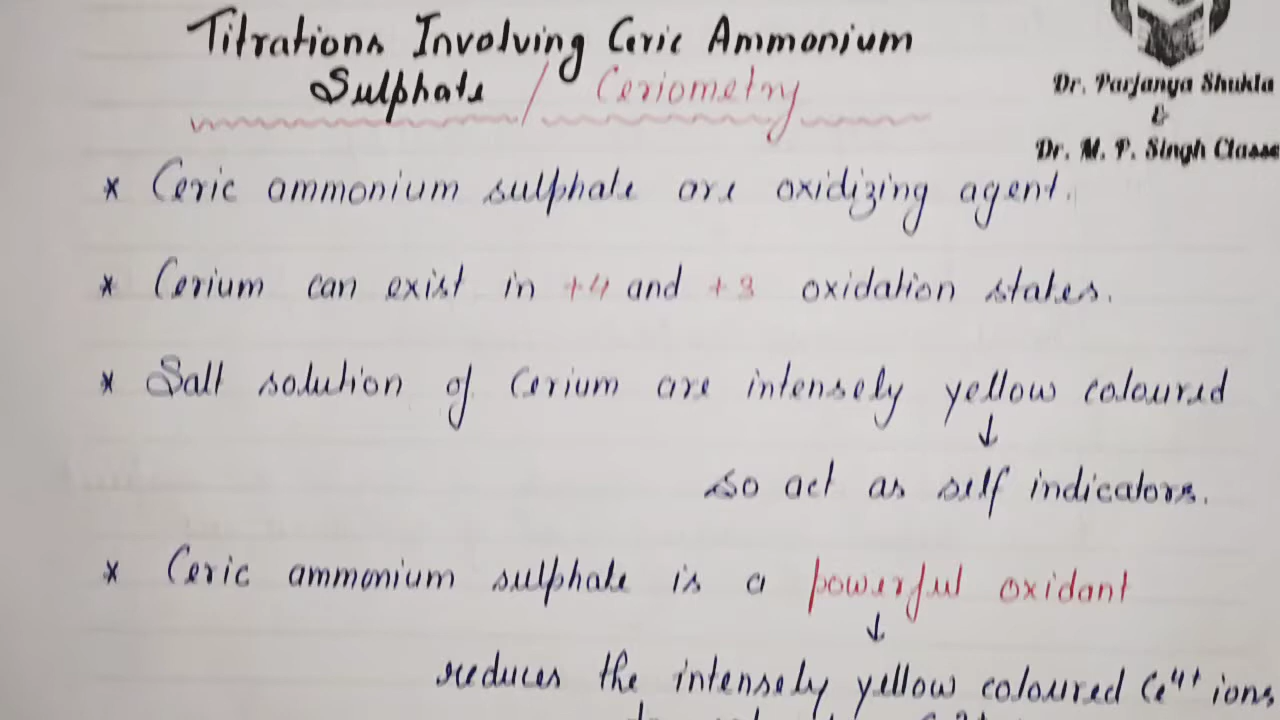 Titrations Involving Ceric Ammonium
Sulphate / Ceriometry
Dr. Parjanya Shukla
&
Dr. M. P. Singh Classe
* Ceric ammonium sulphate are oxidizing agent.
* Cerium can exist in +4 and +3 oxidation states.
* Salt solution of Cerium are intensely yellow coloured
↓
so act as self indicators.
* Ceric ammonium sulphate is a powerful oxidant
↓
reduces the intensely yellow coloured Ce⁴⁺ ions